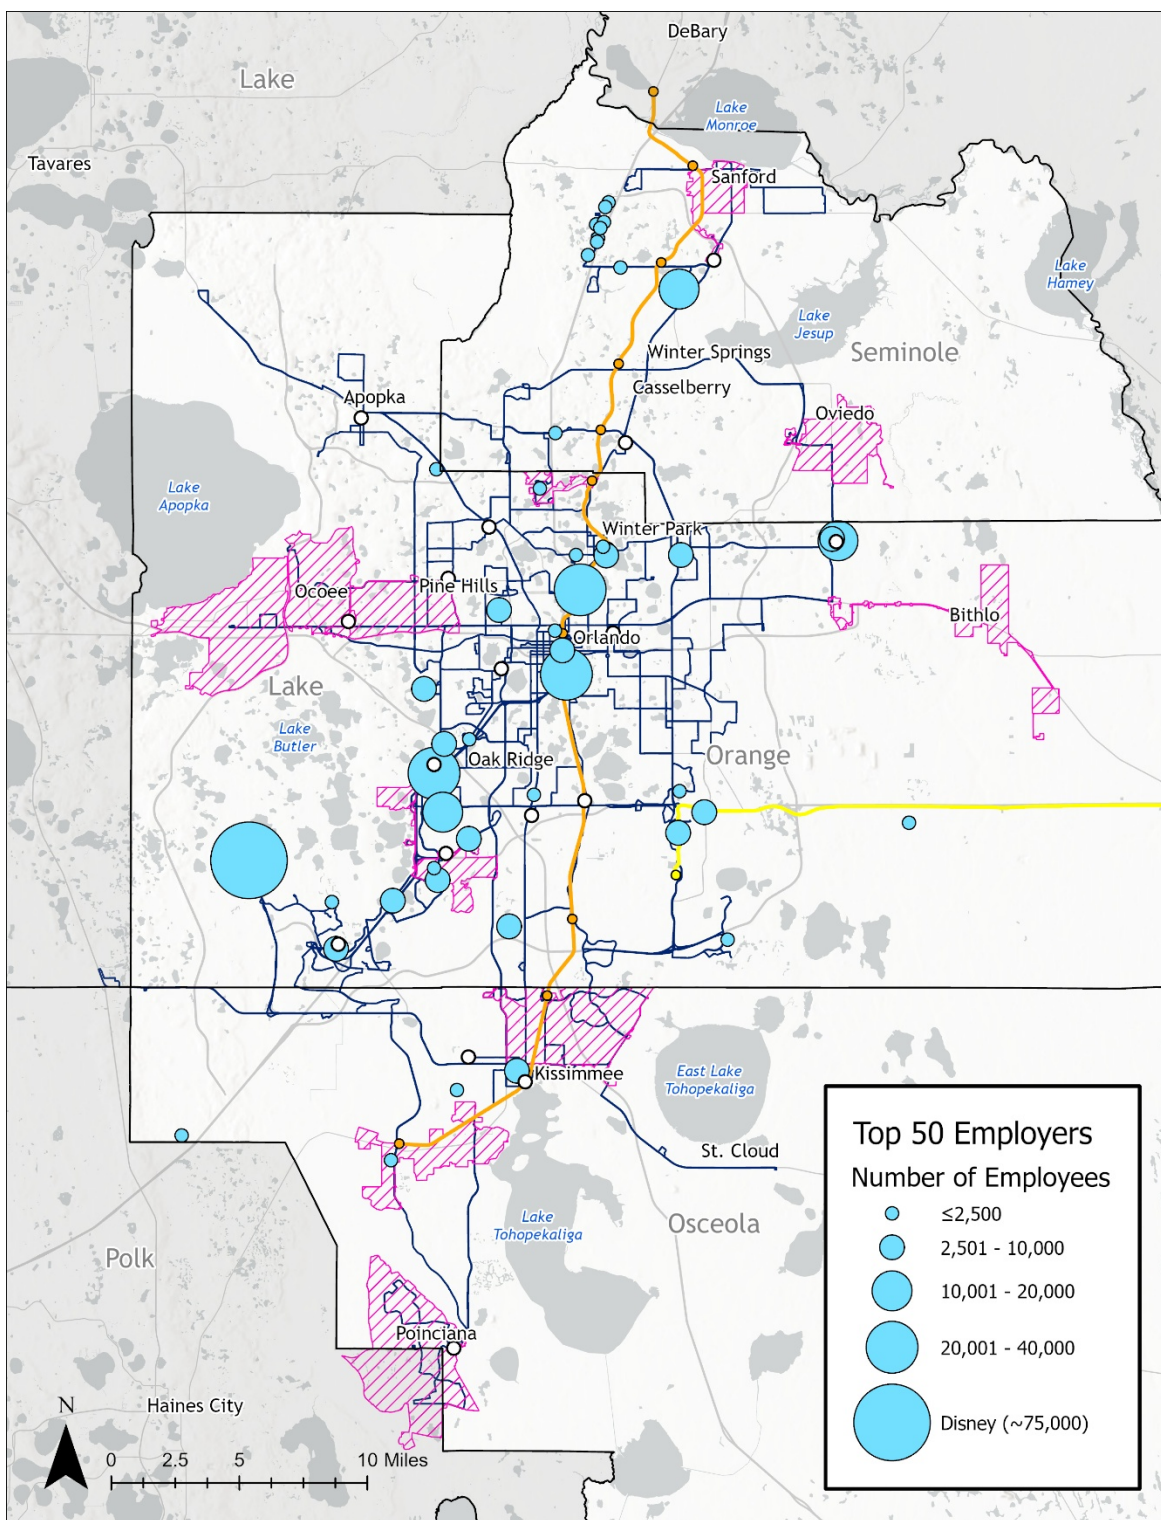 DeBary
Lake
Lake
Monroe
Tavares
Sanford
Lake
Harney
Lake
Jesup
Seminole
Winter Springs
Casselberry
Apopka
Oviedo
Lake
Apopka
Winter Park
Pine Hills
Ocoee
Bithlo
Orlando
Lake
Lake
Butler
Orange
Oak Ridge
Kissimmee
East Lake
Tohopekaliga
St. Cloud
Lake
Tohopekaliga
Osceola
Polk
Poinciana
Haines City
N
0 2.5 5 10 Miles
Top 50 Employers
Number of Employees
≤2,500
2,501 - 10,000
10,001 - 20,000
20,001 - 40,000
Disney (~75,000)